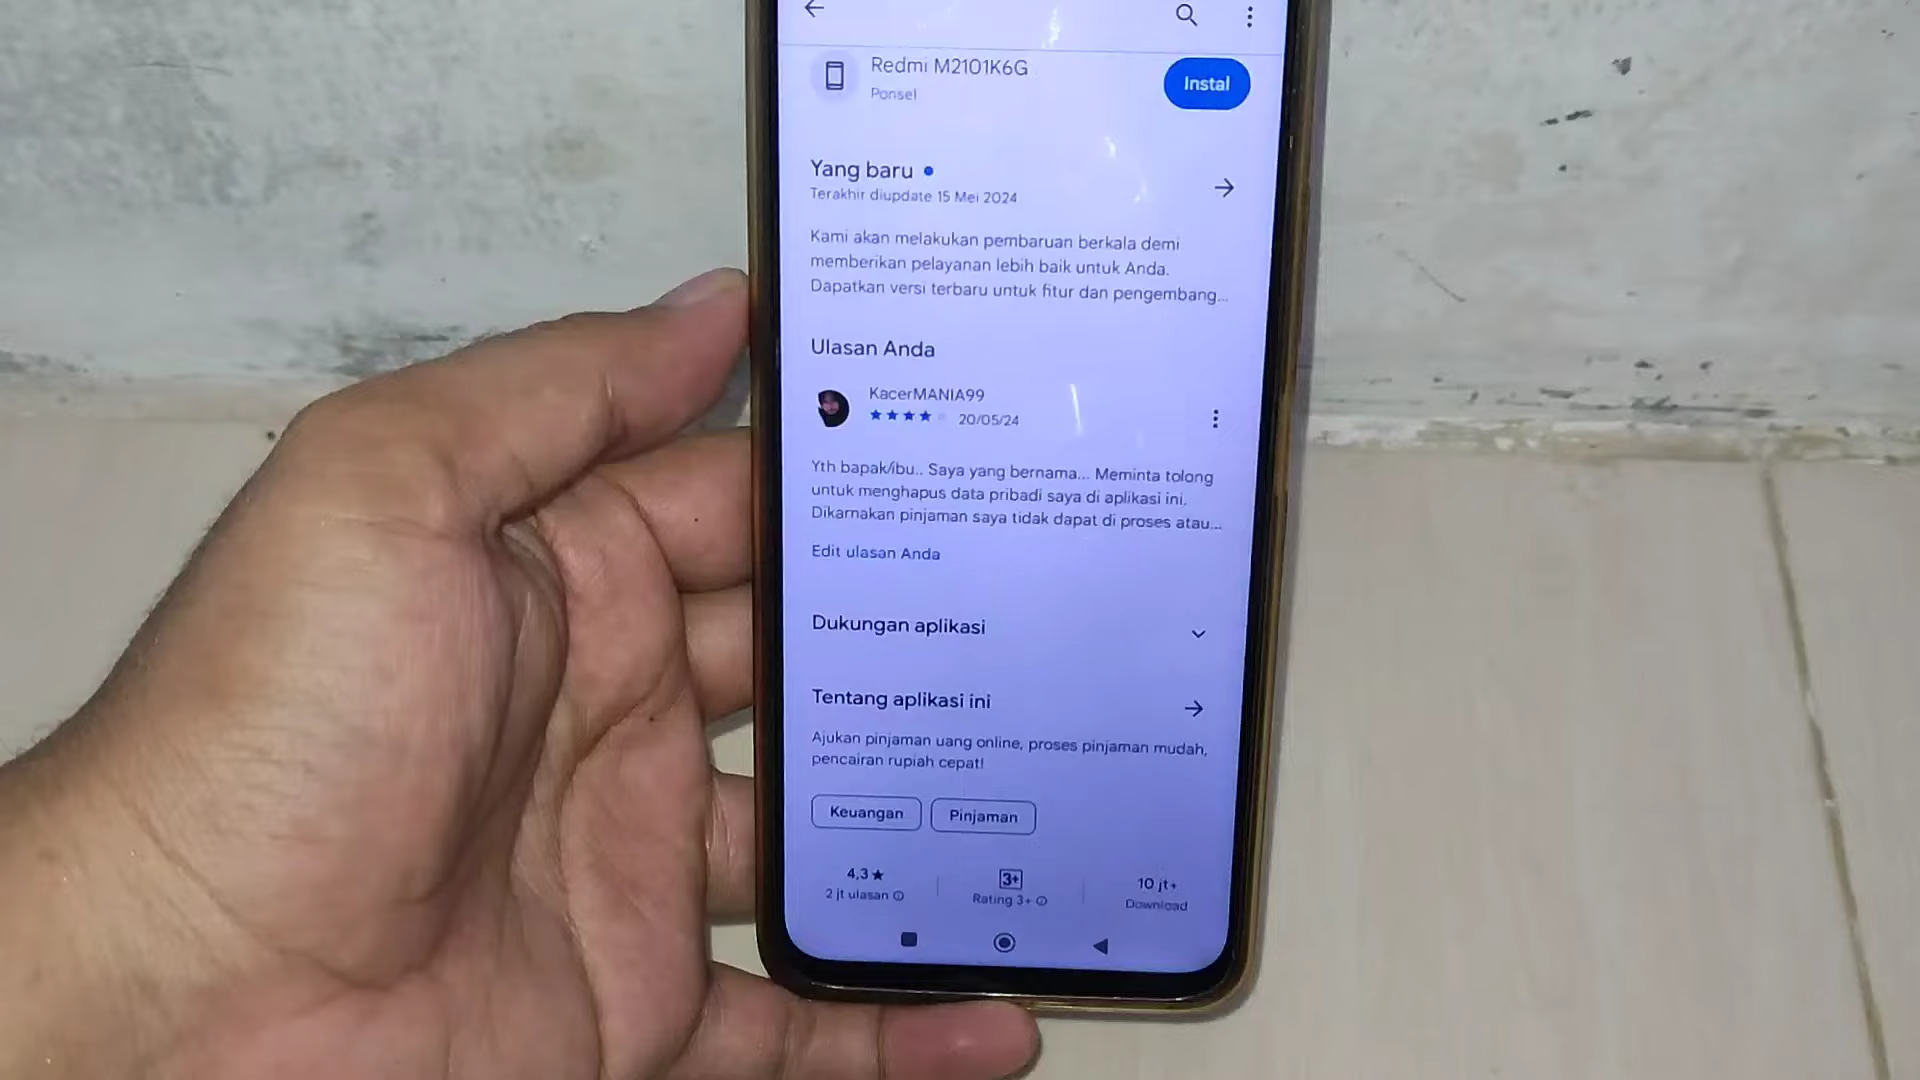 Redmi M2101K6G
Ponsel
Instal
Yang baru
Terakhir diupdate 15 Mei 2024
Kami akan melakukan pembaruan berkala demi
memberikan pelayanan lebih baik untuk Anda.
Dapatkan versi terbaru untuk fitur dan pengembang...
Ulasan Anda
KacerMANIA99
20/05/24
Yth bapak/ibu.. Saya yang bernama... Meminta tolong
untuk menghapus data pribadi saya di aplikasi ini.
Dikarnakan pinjaman saya tidak dapat di proses atau...
Edit ulasan Anda
Dukungan aplikasi
Tentang aplikasi ini
Ajukan pinjaman uang online, proses pinjaman mudah,
pencairan rupiah cepat!
Keuangan
Pinjaman
4,3★
2 jt ulasan
3+
Rating 3+
10 jt+
Download